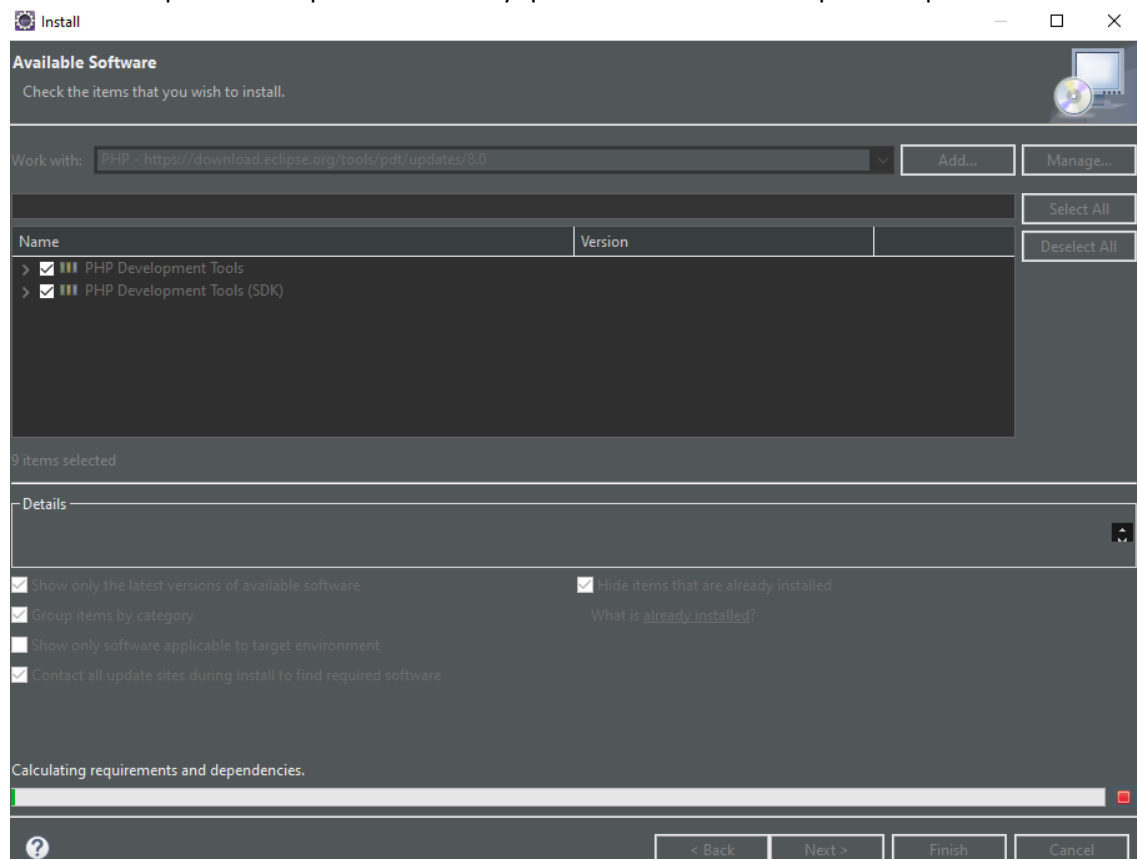 Install
Available Software
Check the items that you wish to install.
Work with: PHP - https://download.eclipse.org/tools/pdt/updates/8.0 Add... Manage...
Select All
Name Version
Deselect All
PHP Development Tools
PHP Development Tools (SDK)
9 items selected
Details
Show only the latest versions of available software Hide items that are already installed
Group items by category What is already installed?
Show only software applicable to target environment
Contact all update sites during install to find required software
Calculating requirements and dependencies.
< Back Next > Finish Cancel